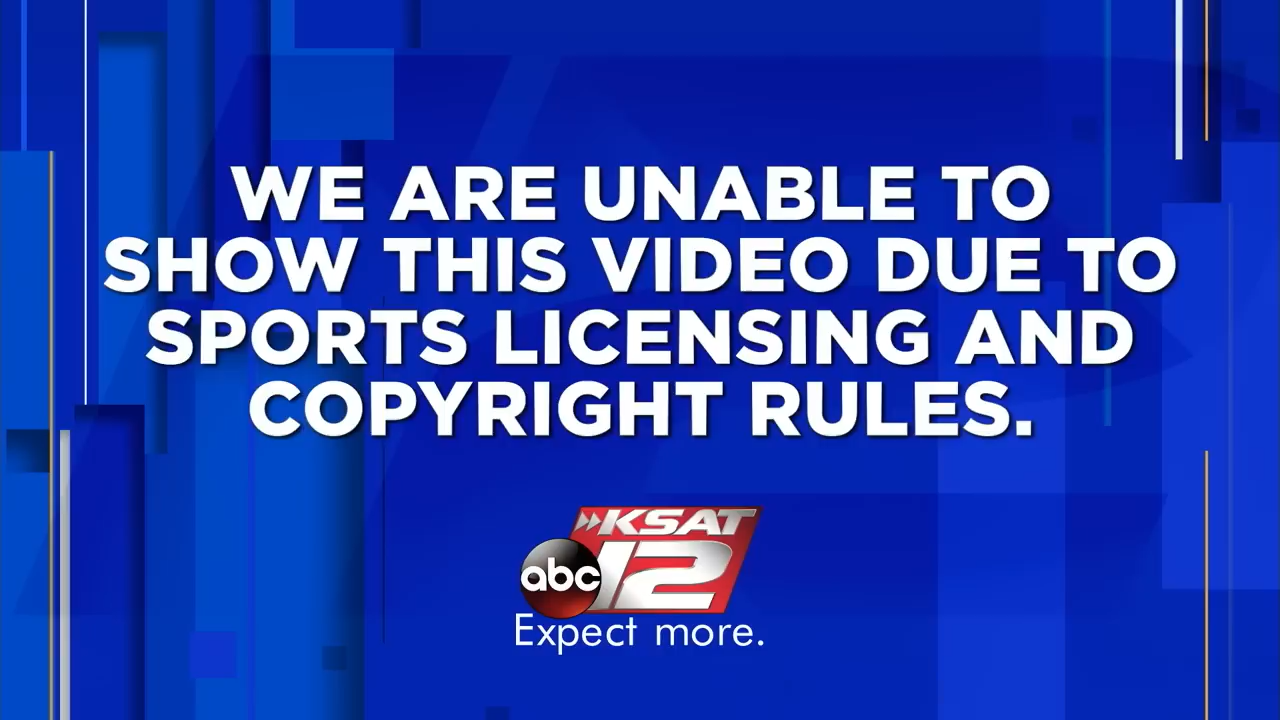 WE ARE UNABLE TO
SHOW THIS VIDEO DUE TO
SPORTS LICENSING AND
COPYRIGHT RULES.
KSAT
abc 12
Expect more.